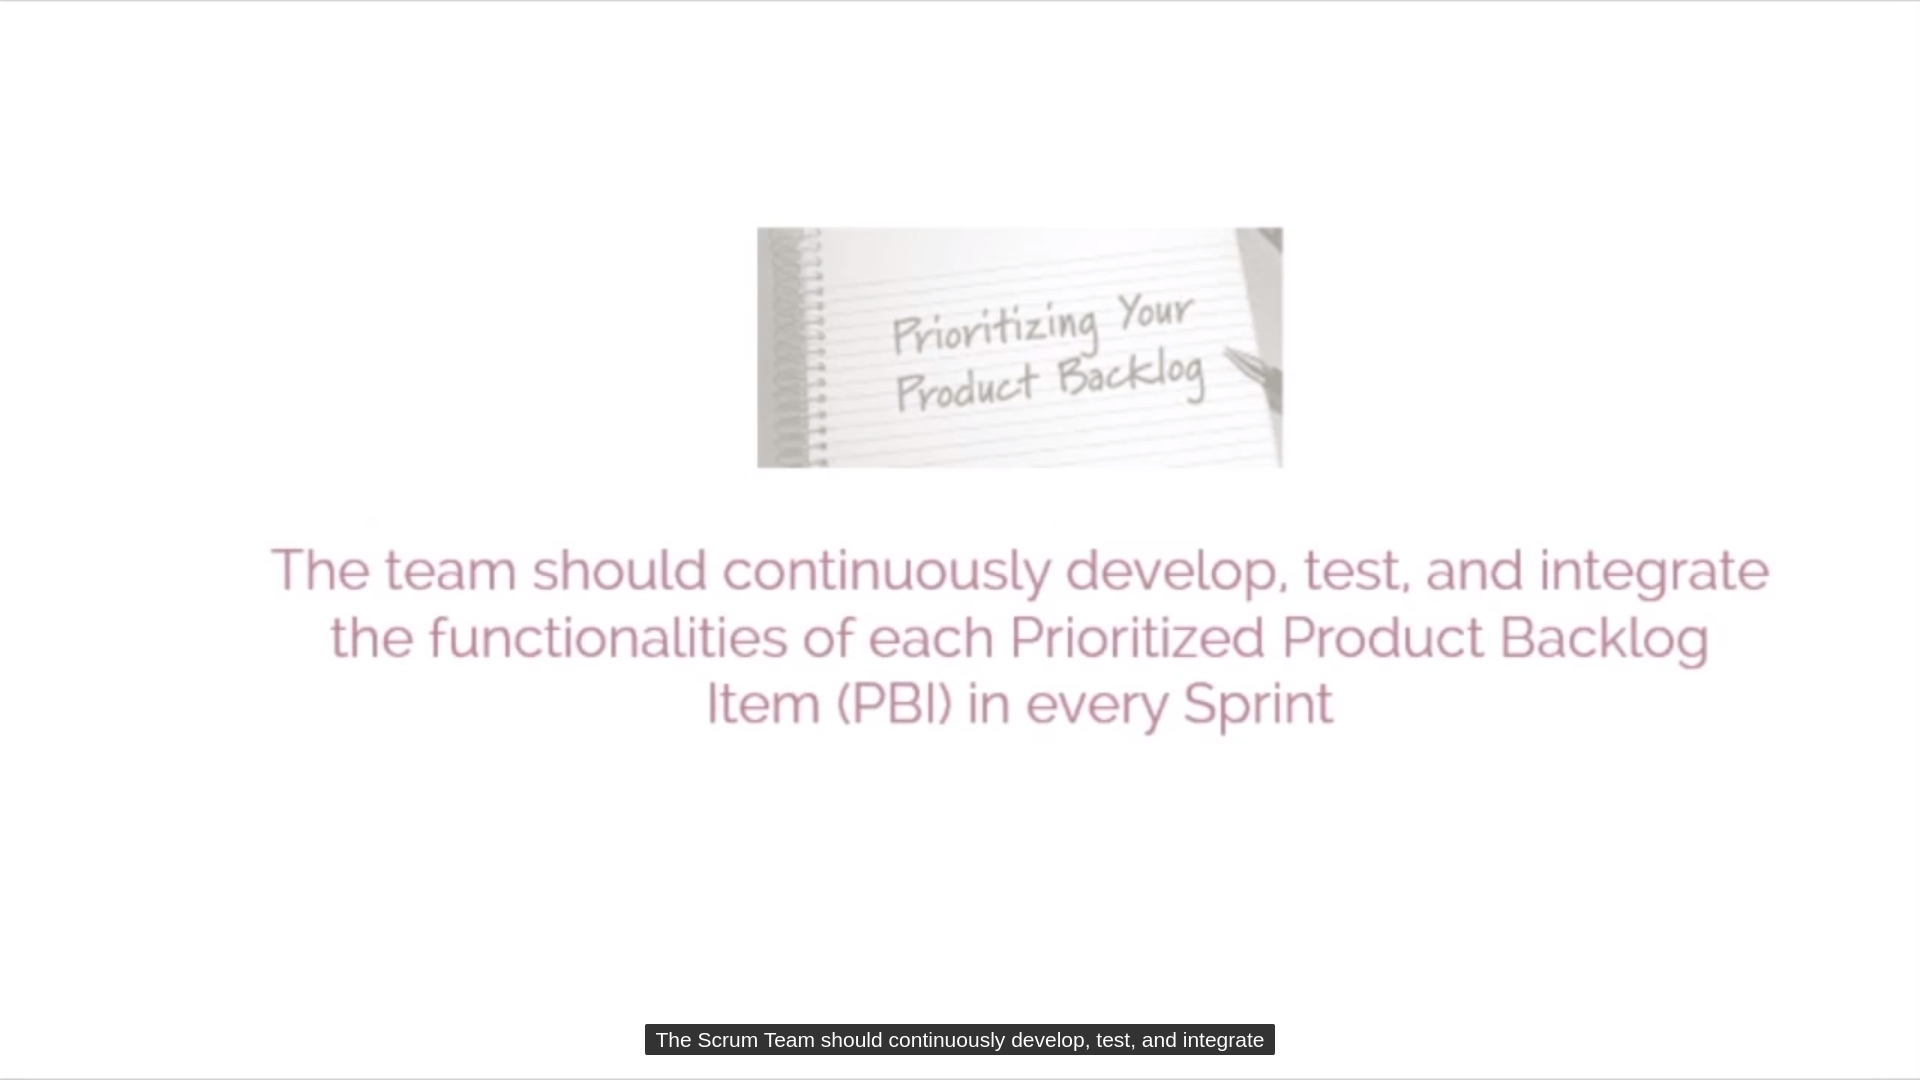 Prioritizing Your
Product Backlog
The team should continuously develop, test, and integrate
the functionalities of each Prioritized Product Backlog
Item (PBI) in every Sprint
The Scrum Team should continuously develop, test, and integrate